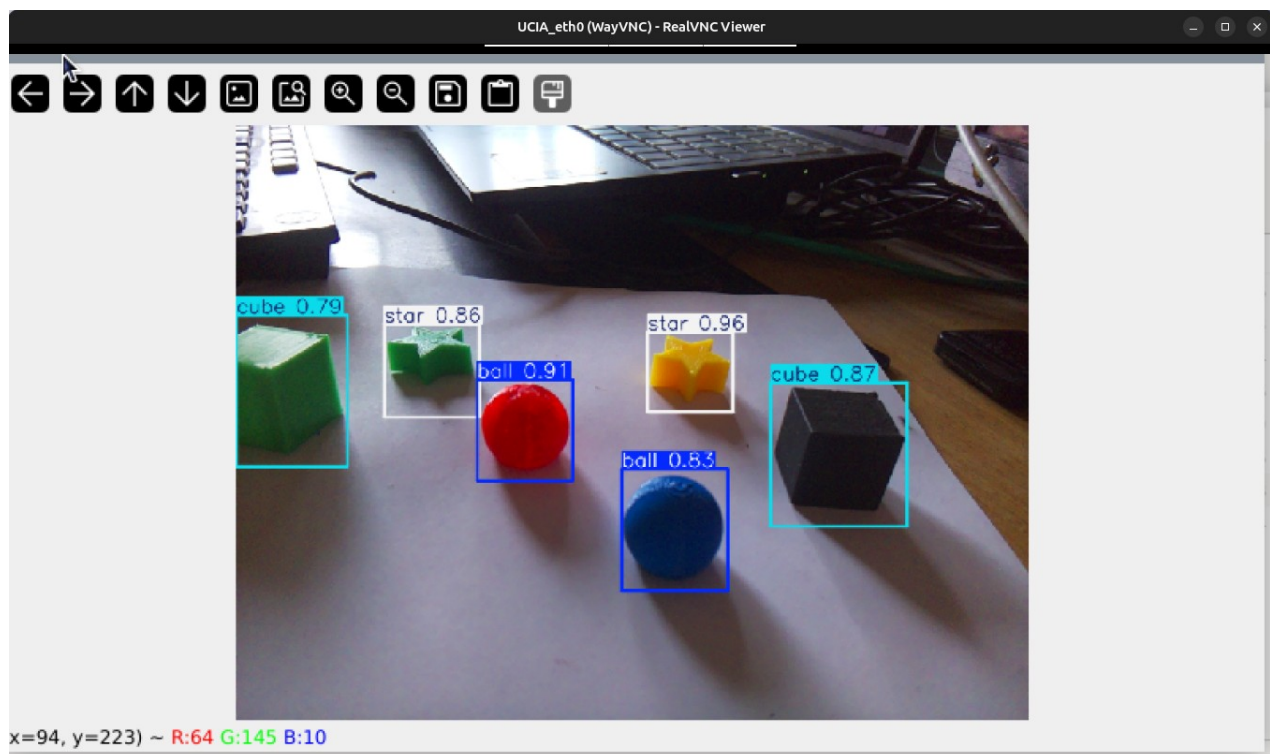 UCIA_eth0 (WayVNC) - RealVNC Viewer
cube 0.79
star 0.86
star 0.96
ball 0.91
cube 0.87
ball 0.83
x=94, y=223) ~ R:64 G:145 B:10